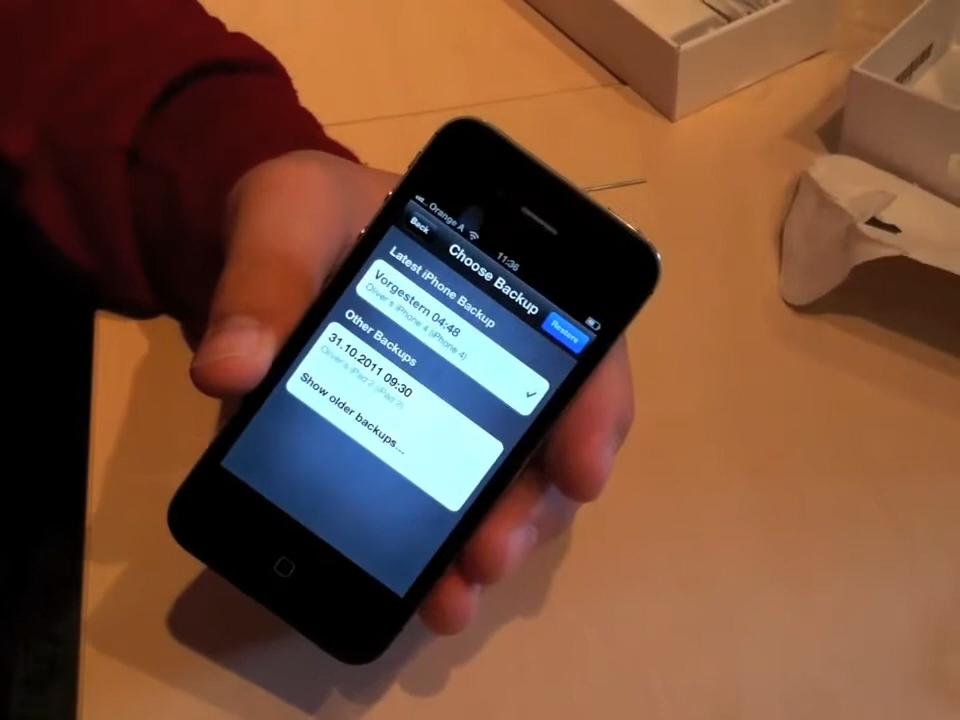 Orange A
11:36
Back
Choose Backup
Restore
Latest iPhone Backup
Vorgestern 04:48
Oliver's iPhone 4 (iPhone 4)
Other Backups
31.10.2011 09:30
Oliver's iPad 2 (iPad 2)
Show older backups...